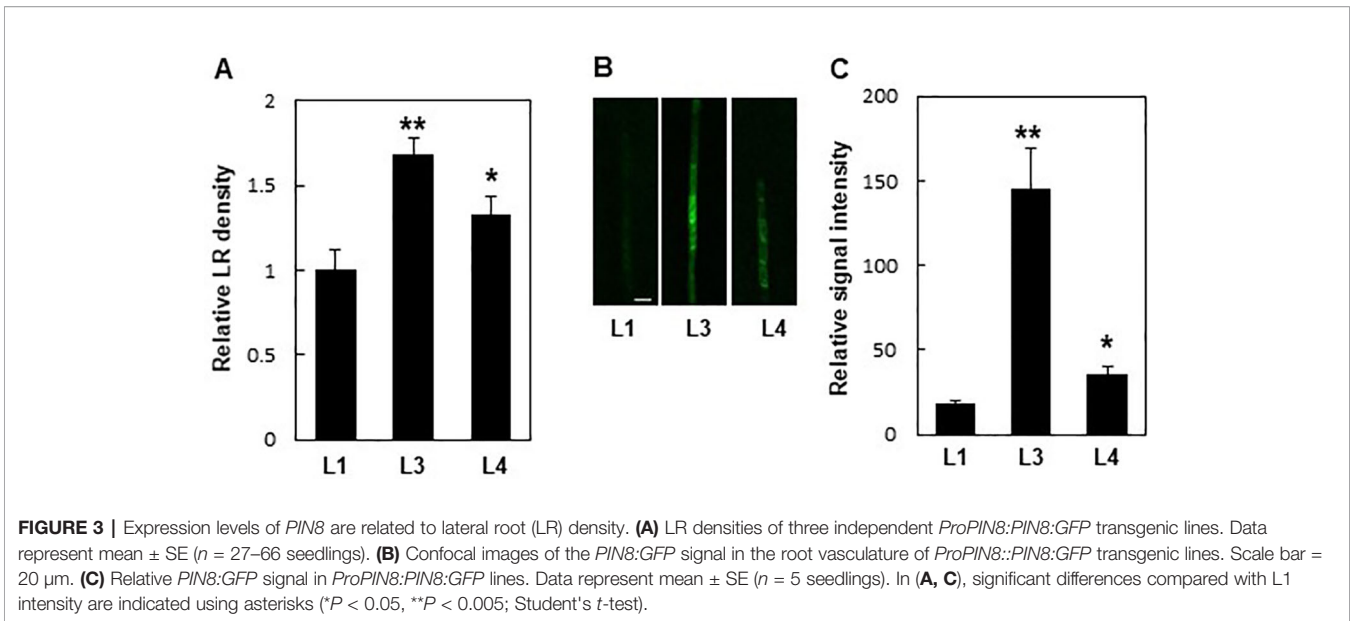 A
Relative LR density
2
1.5
1
0.5
0
**
*
L1 L3 L4
B
L1 L3 L4
C
Relative signal intensity
200
150
100
50
0
**
*
L1 L3 L4
FIGURE 3 | Expression levels of PIN8 are related to lateral root (LR) density. (A) LR densities of three independent ProPIN8:PIN8:GFP transgenic lines. Data
represent mean ± SE (n = 27–66 seedlings). (B) Confocal images of the PIN8:GFP signal in the root vasculature of ProPIN8::PIN8:GFP transgenic lines. Scale bar =
20 μm. (C) Relative PIN8:GFP signal in ProPIN8:PIN8:GFP lines. Data represent mean ± SE (n = 5 seedlings). In (A, C), significant differences compared with L1
intensity are indicated using asterisks (*P < 0.05, **P < 0.005; Student's t-test).